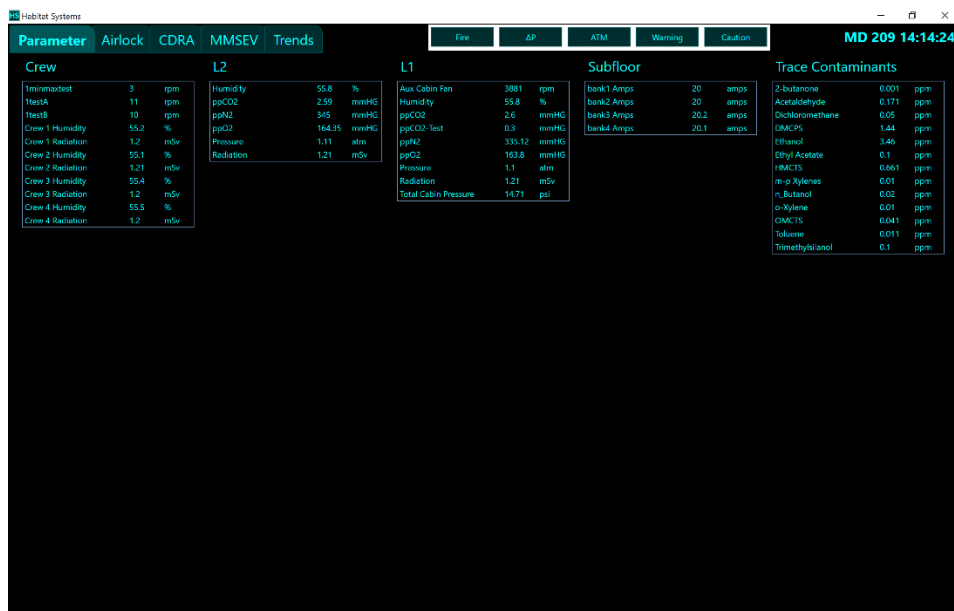 HS Habitat Systems
Parameter Airlock CDRA MMSEV Trends Fire ΔP ATM Warning Caution MD 209 14:14:24
Crew
1minmaxtest 3 rpm
1testA 11 rpm
1testB 10 rpm
Crew 1 Humidity 55.2 %
Crew 1 Radiation 1.2 mSv
Crew 2 Humidity 55.1 %
Crew 2 Radiation 1.21 mSv
Crew 3 Humidity 55.4 %
Crew 3 Radiation 1.2 mSv
Crew 4 Humidity 55.5 %
Crew 4 Radiation 1.2 mSv
L2
Humidity 55.8 %
ppCO2 2.59 mmHG
ppN2 345 mmHG
ppO2 164.35 mmHG
Pressure 1.11 atm
Radiation 1.21 mSv
L1
Aux Cabin Fan 3881 rpm
Humidity 55.8 %
ppCO2 2.6 mmHG
ppCO2-Test 0.3 mmHG
ppN2 335.12 mmHG
ppO2 163.8 mmHG
Pressure 1.1 atm
Radiation 1.21 mSv
Total Cabin Pressure 14.71 psi
Subfloor
bank1 Amps 20 amps
bank2 Amps 20 amps
bank3 Amps 20.2 amps
bank4 Amps 20.1 amps
Trace Contaminants
2-butanone 0.001 ppm
Acetaldehyde 0.171 ppm
Dichloromethane 0.05 ppm
DMCPS 1.44 ppm
Ethanol 3.46 ppm
Ethyl Acetate 0.1 ppm
HMCTS 0.661 ppm
m-p Xylenes 0.01 ppm
n_Butanol 0.02 ppm
o-Xylene 0.01 ppm
OMCTS 0.041 ppm
Toluene 0.011 ppm
Trimethylsilanol 0.1 ppm